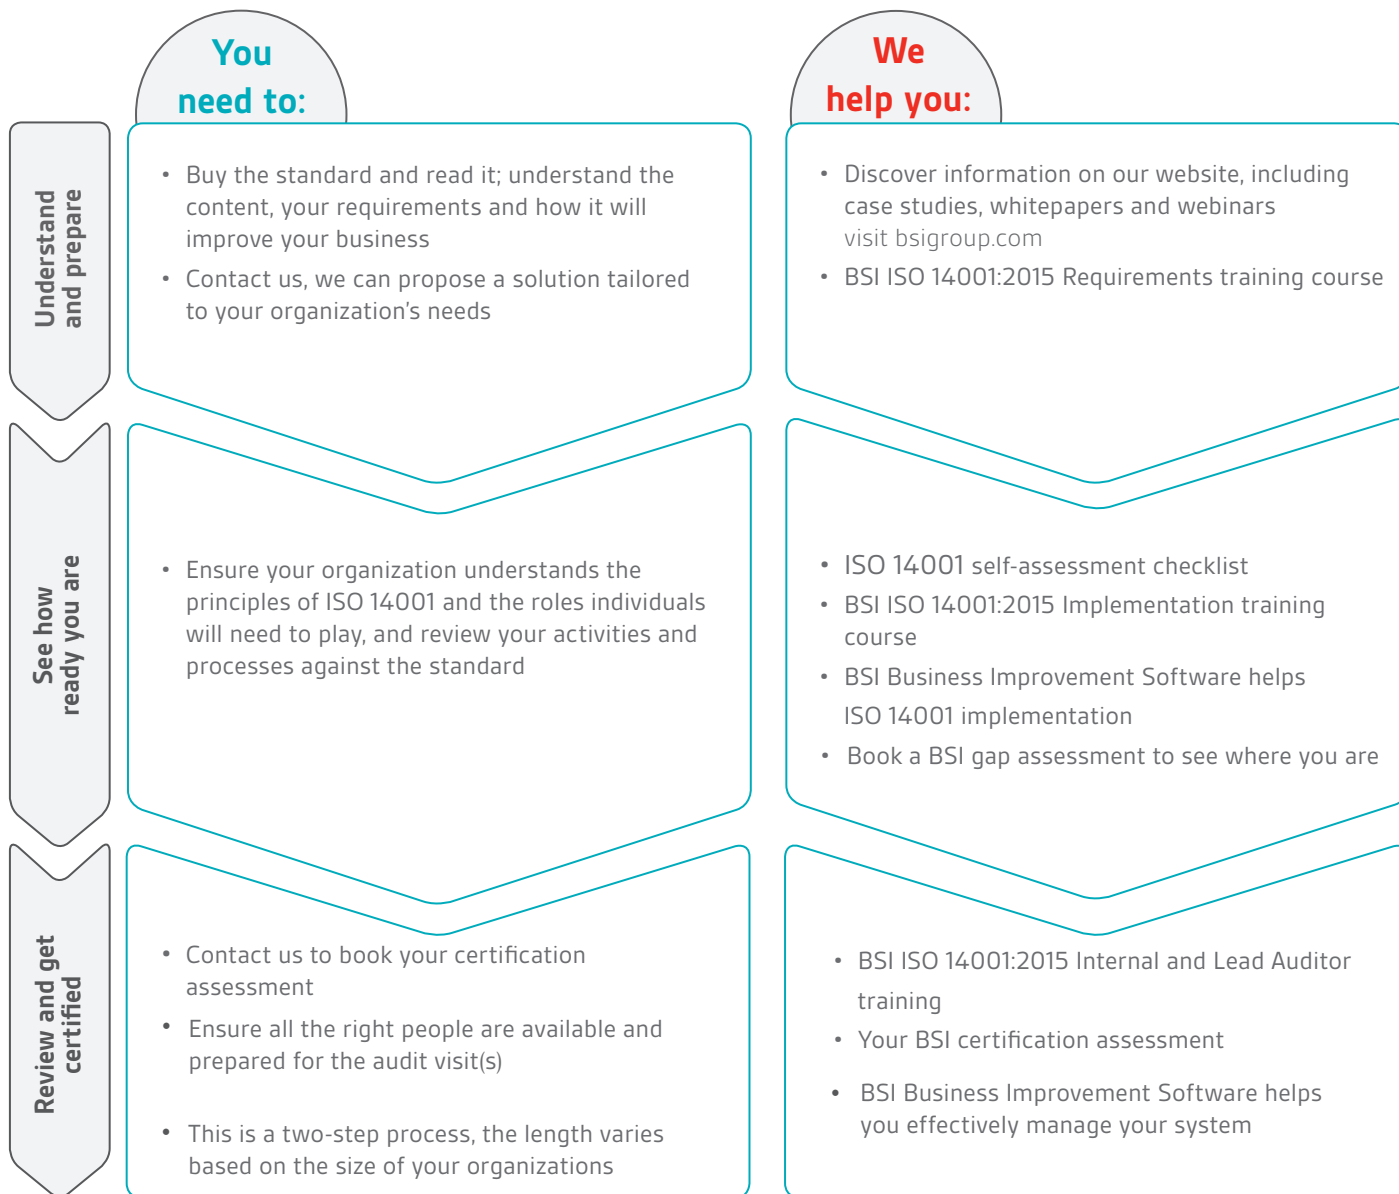 You
need to:
We
help you:
Understand
and prepare
• Buy the standard and read it; understand the
content, your requirements and how it will
improve your business
• Contact us, we can propose a solution tailored
to your organization's needs
• Discover information on our website, including
case studies, whitepapers and webinars
visit bsigroup.com
• BSI ISO 14001:2015 Requirements training course
See how
ready you are
• Ensure your organization understands the
principles of ISO 14001 and the roles individuals
will need to play, and review your activities and
processes against the standard
• ISO 14001 self-assessment checklist
• BSI ISO 14001:2015 Implementation training
course
• BSI Business Improvement Software helps
ISO 14001 implementation
• Book a BSI gap assessment to see where you are
Review and get
certified
• Contact us to book your certification
assessment
• Ensure all the right people are available and
prepared for the audit visit(s)
• This is a two-step process, the length varies
based on the size of your organizations
• BSI ISO 14001:2015 Internal and Lead Auditor
training
• Your BSI certification assessment
• BSI Business Improvement Software helps
you effectively manage your system